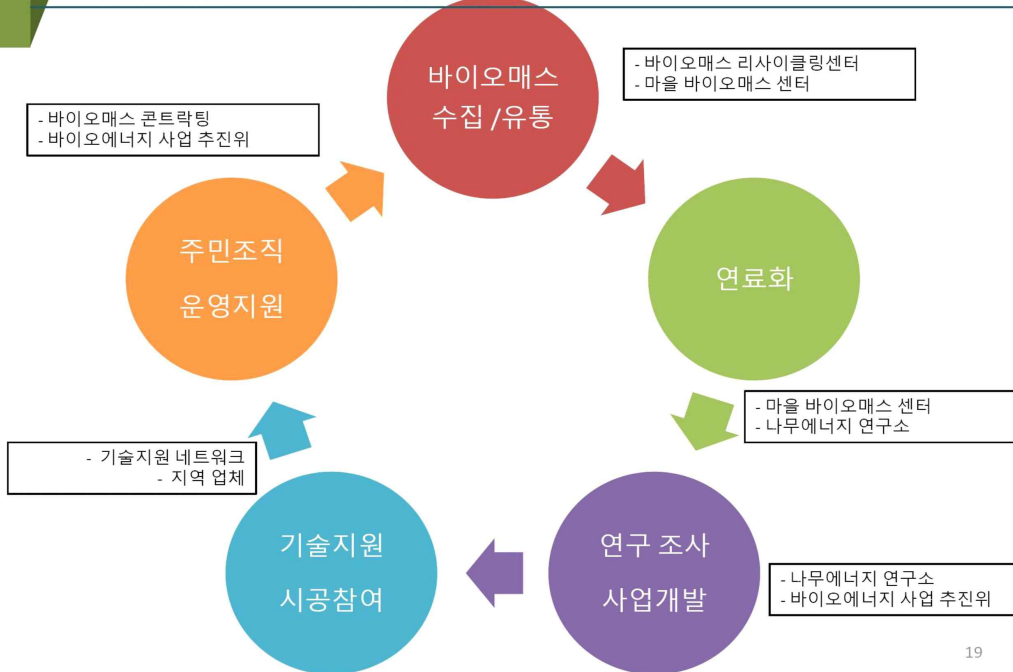 바이오매스
수집 /유통
- 바이오매스 리사이클링센터
- 마을 바이오매스 센터
연료화
- 마을 바이오매스 센터
- 나무에너지 연구소
연구 조사
사업개발
- 나무에너지 연구소
- 바이오에너지 사업 추진위
기술지원
시공참여
- 기술지원 네트워크
- 지역 업체
주민조직
운영지원
- 바이오매스 콘트락팅
- 바이오에너지 사업 추진위
19